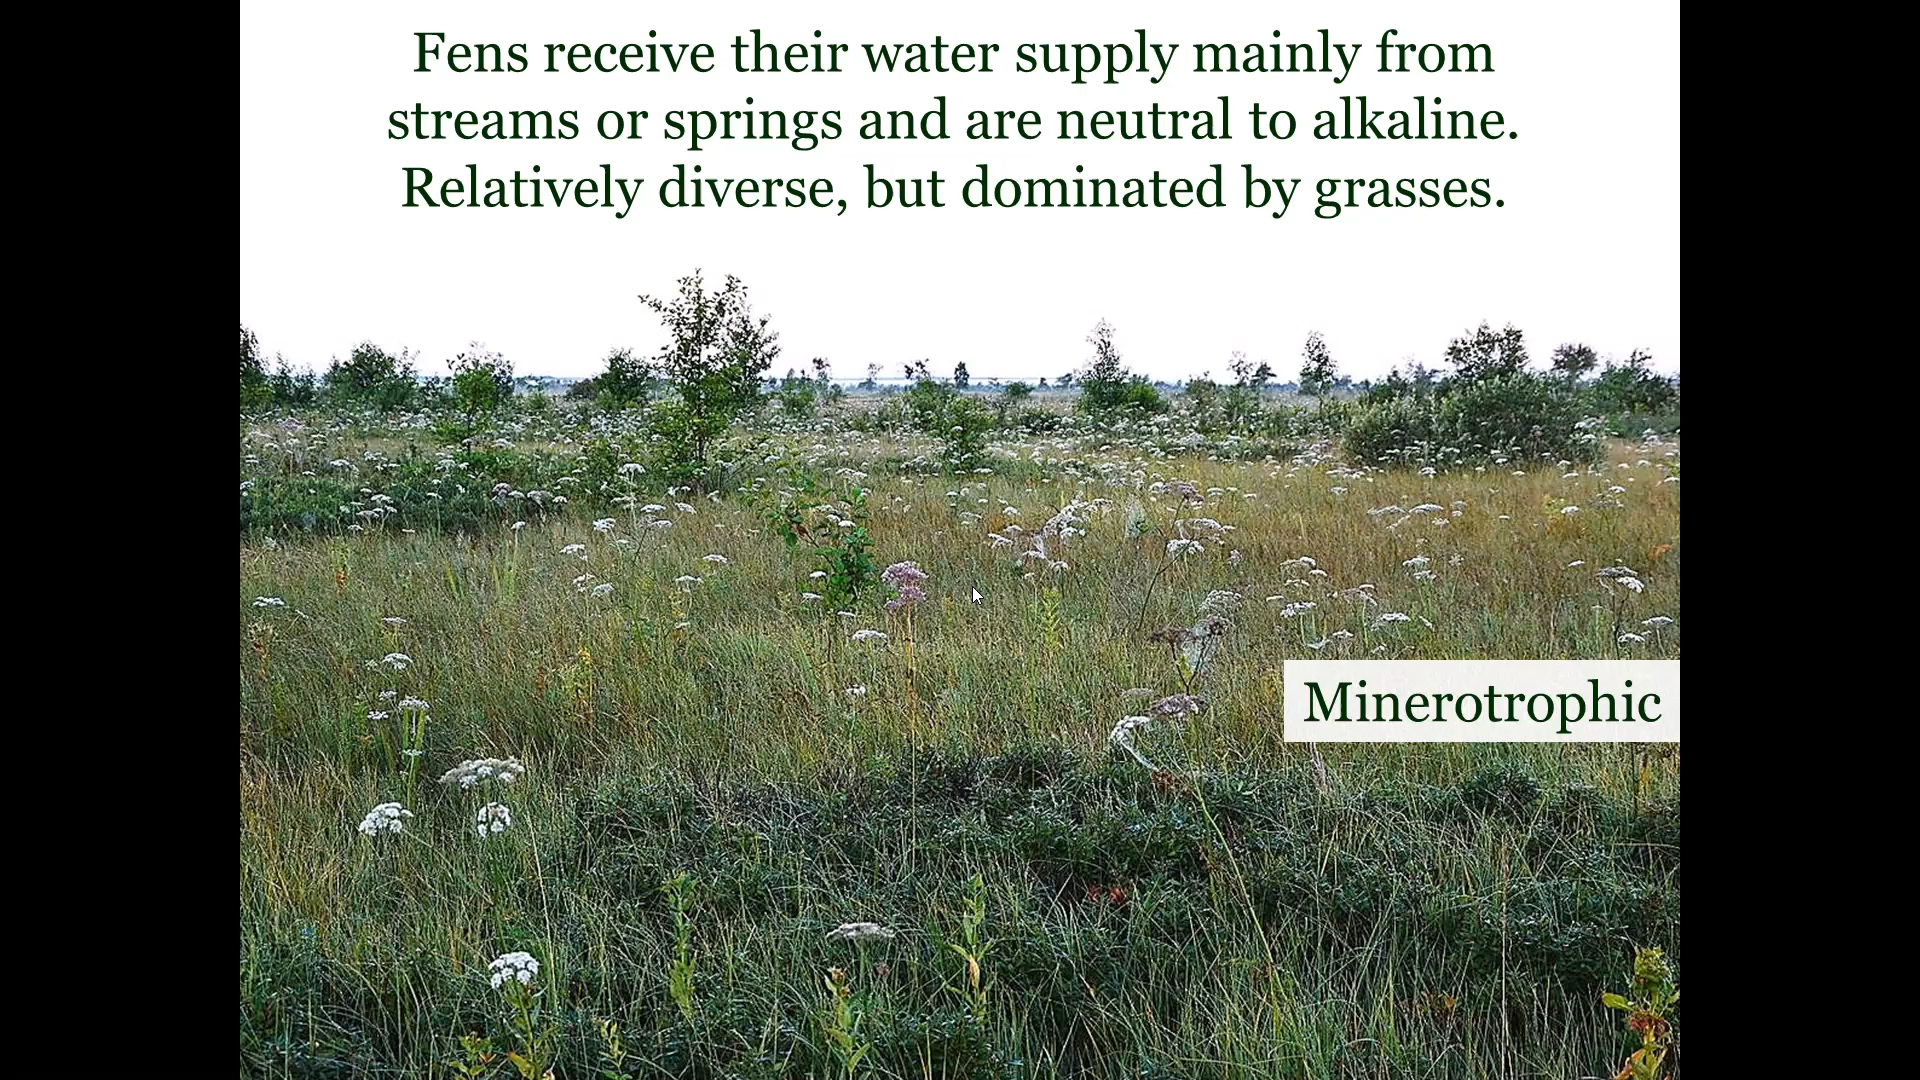 Fens receive their water supply mainly from
streams or springs and are neutral to alkaline.
Relatively diverse, but dominated by grasses.
Minerotrophic